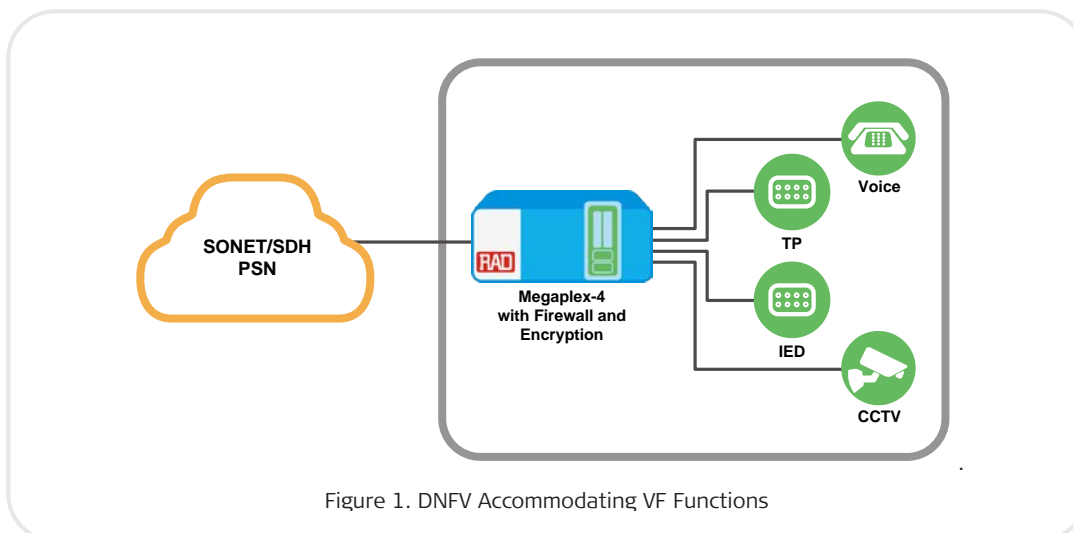 SONET/SDH
PSN
RAD
Megaplex-4
with Firewall and
Encryption
Voice
TP
IED
CCTV
.
Figure 1. DNFV Accommodating VF Functions